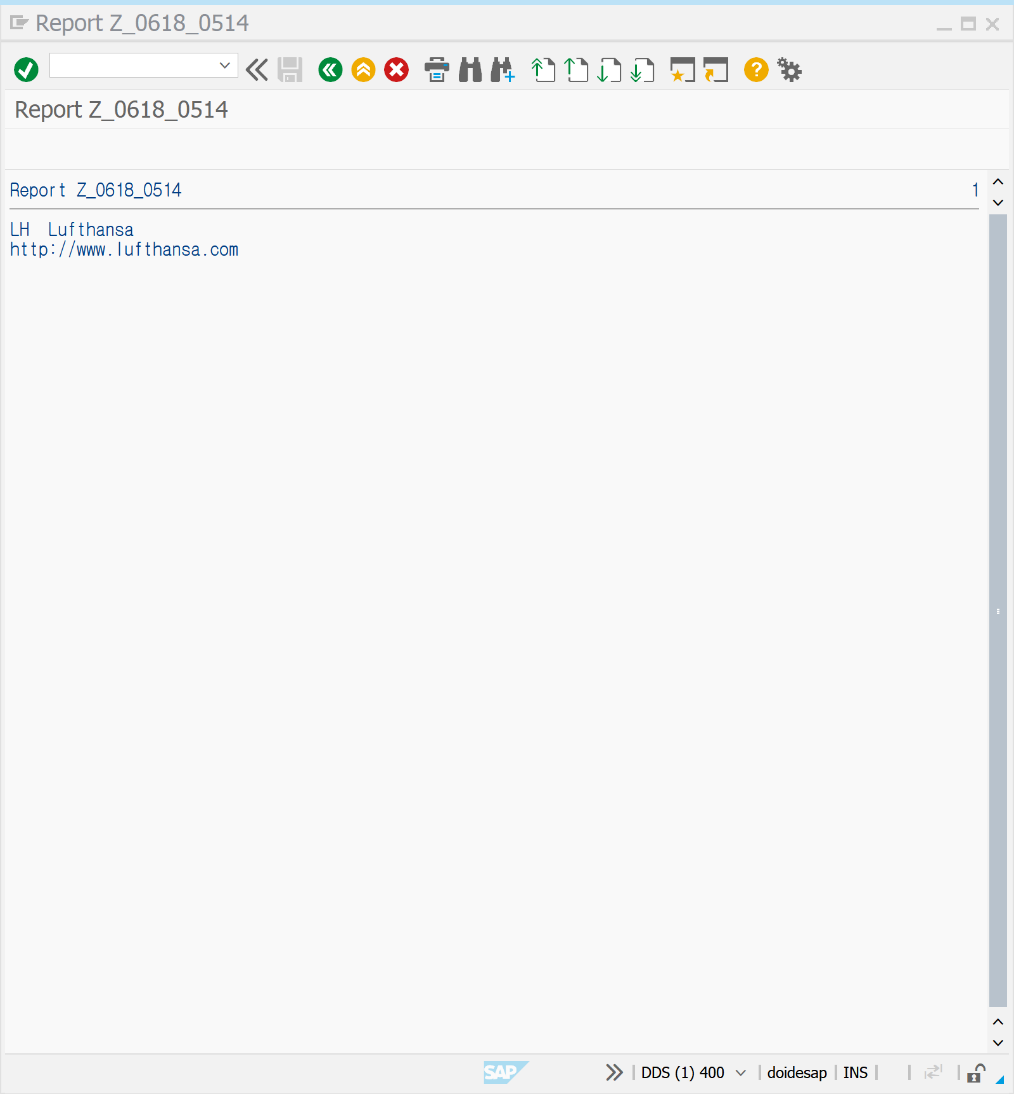 Report Z_0618_0514
Report Z_0618_0514
Report Z_0618_0514 1
LH Lufthansa
http://www.lufthansa.com
SAP DDS (1) 400 doidesap INS